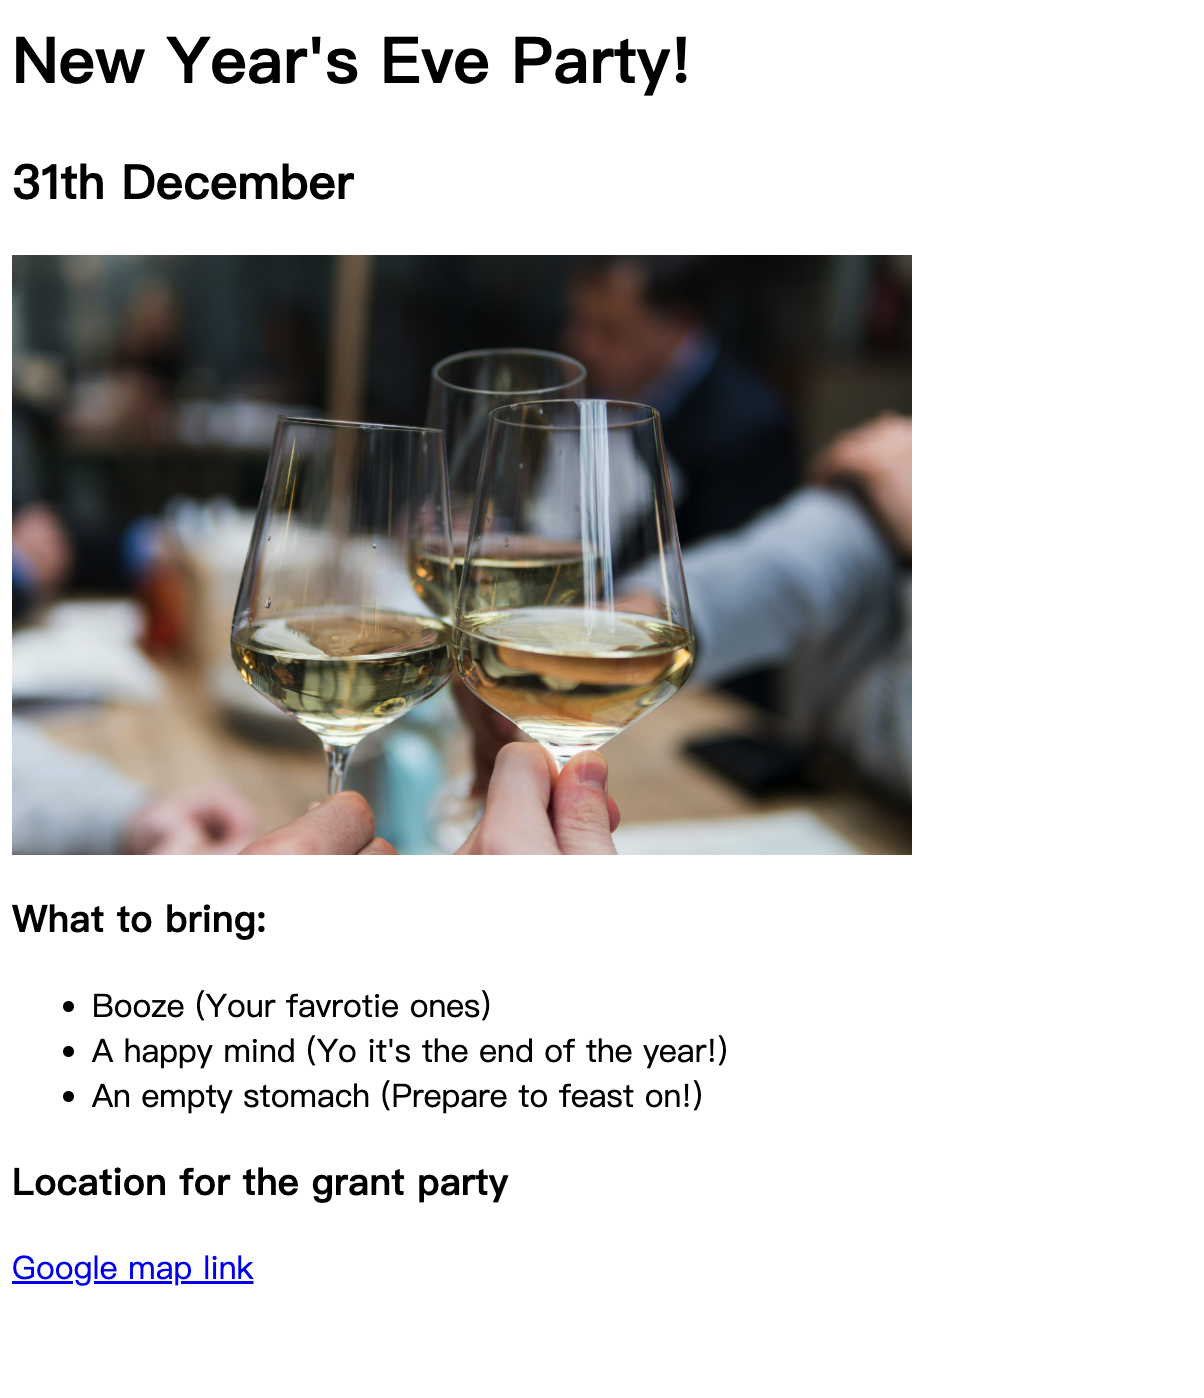 New Year's Eve Party!
31th December
What to bring:
Booze (Your favrotie ones)
A happy mind (Yo it's the end of the year!)
An empty stomach (Prepare to feast on!)
Location for the grant party
Google map link